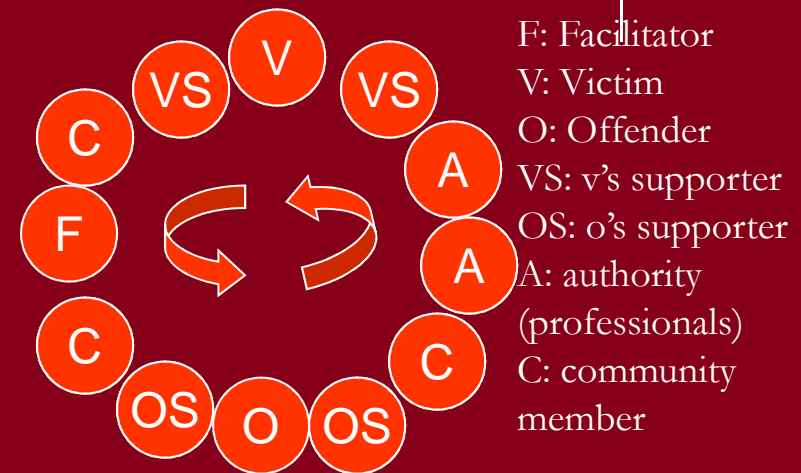 V
VS
VS
C
A
F
A
C
C
OS
O
OS
F: Facilitator
V: Victim
O: Offender
VS: v's supporter
OS: o's supporter
A: authority
(professionals)
C: community
member